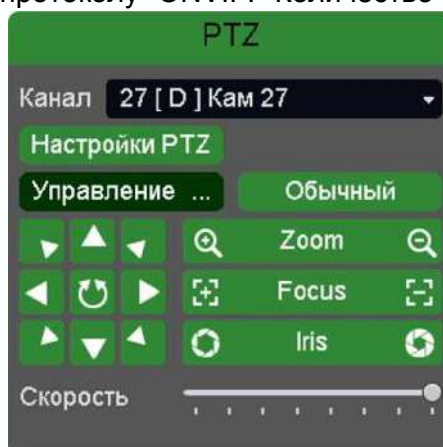 протоколу ONVIF. Количество
PTZ
Канал 27 [ D ] Кам 27
Настройки PTZ
Управление ... Обычный
Zoom
Focus
Iris
Скорость